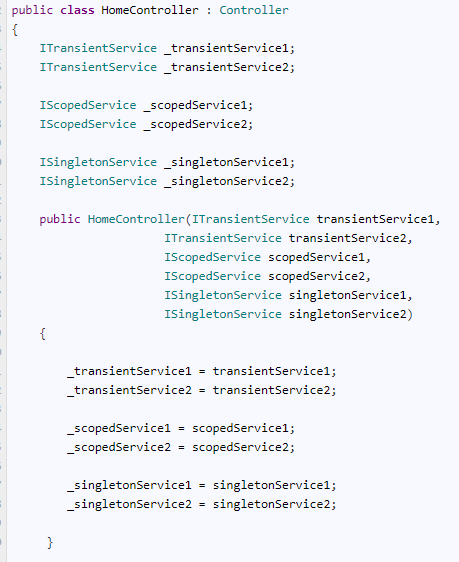 public class HomeController : Controller
{
    ITransientService _transientService1;
    ITransientService _transientService2;

    IScopedService _scopedService1;
    IScopedService _scopedService2;

    ISingletonService _singletonService1;
    ISingletonService _singletonService2;

    public HomeController(ITransientService transientService1,
                      ITransientService transientService2,
                      IScopedService scopedService1,
                      IScopedService scopedService2,
                      ISingletonService singletonService1,
                      ISingletonService singletonService2)
    {

        _transientService1 = transientService1;
        _transientService2 = transientService2;

        _scopedService1 = scopedService1;
        _scopedService2 = scopedService2;

        _singletonService1 = singletonService1;
        _singletonService2 = singletonService2;

     }